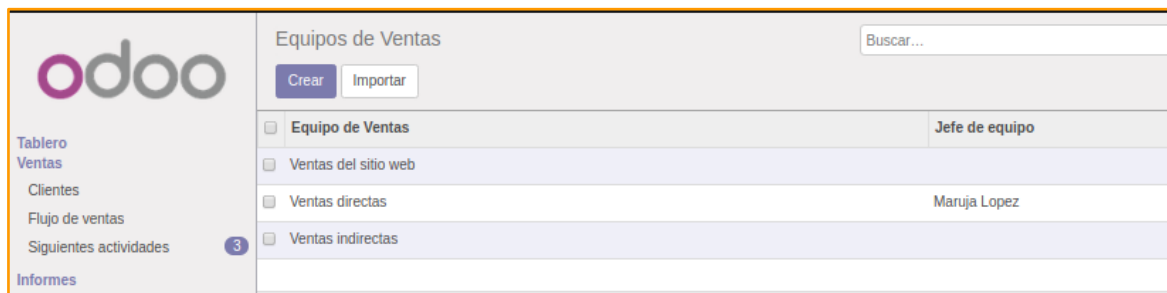 odoo
Tablero
Ventas
Clientes
Flujo de ventas
Siguientes actividades 3
Informes
Equipos de Ventas
Buscar...
Crear Importar
Equipo de Ventas Jefe de equipo
Ventas del sitio web
Ventas directas Maruja Lopez
Ventas indirectas